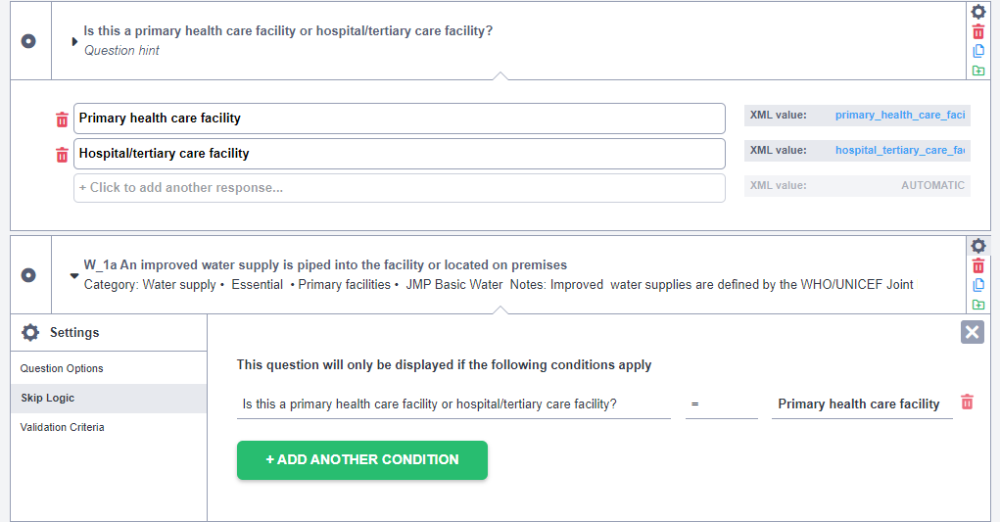 Is this a primary health care facility or hospital/tertiary care facility?
Question hint
Primary health care facility
XML value: primary_health_care_faci
Hospital/tertiary care facility
XML value: hospital_tertiary_care_fa
+ Click to add another response...
XML value: AUTOMATIC
W_1a An improved water supply is piped into the facility or located on premises
Category: Water supply • Essential • Primary facilities • JMP Basic Water Notes: Improved water supplies are defined by the WHO/UNICEF Joint
Settings
Question Options
Skip Logic
Validation Criteria
This question will only be displayed if the following conditions apply
Is this a primary health care facility or hospital/tertiary care facility? = Primary health care facility
+ ADD ANOTHER CONDITION